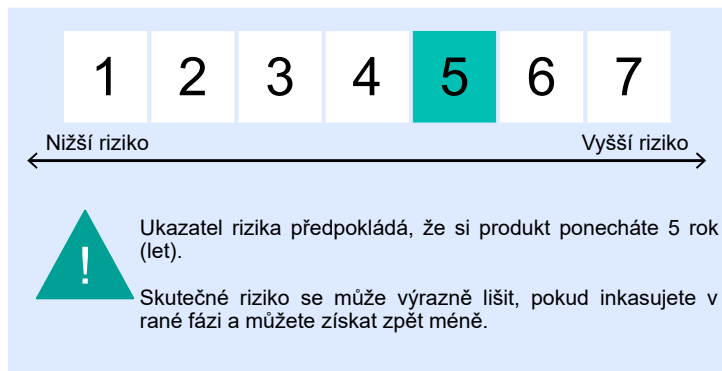 1 2 3 4 5 6 7
Nižší riziko Vyšší riziko
! Ukazatel rizika předpokládá, že si produkt ponecháte 5 rok
(let).
Skutečné riziko se může výrazně lišit, pokud inkasujete v
rané fázi a můžete získat zpět méně.